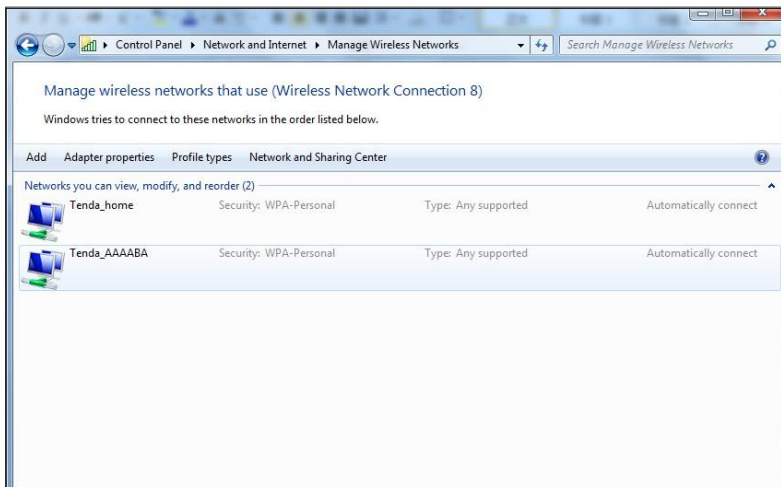 Control Panel Network and Internet Manage Wireless Networks Search Manage Wireless Networks
Manage wireless networks that use (Wireless Network Connection 8)
Windows tries to connect to these networks in the order listed below.
Add Adapter properties Profile types Network and Sharing Center
Networks you can view, modify, and reorder (2)
Tenda_home Security: WPA-Personal Type: Any supported Automatically connect
Tenda_AAAABA Security: WPA-Personal Type: Any supported Automatically connect